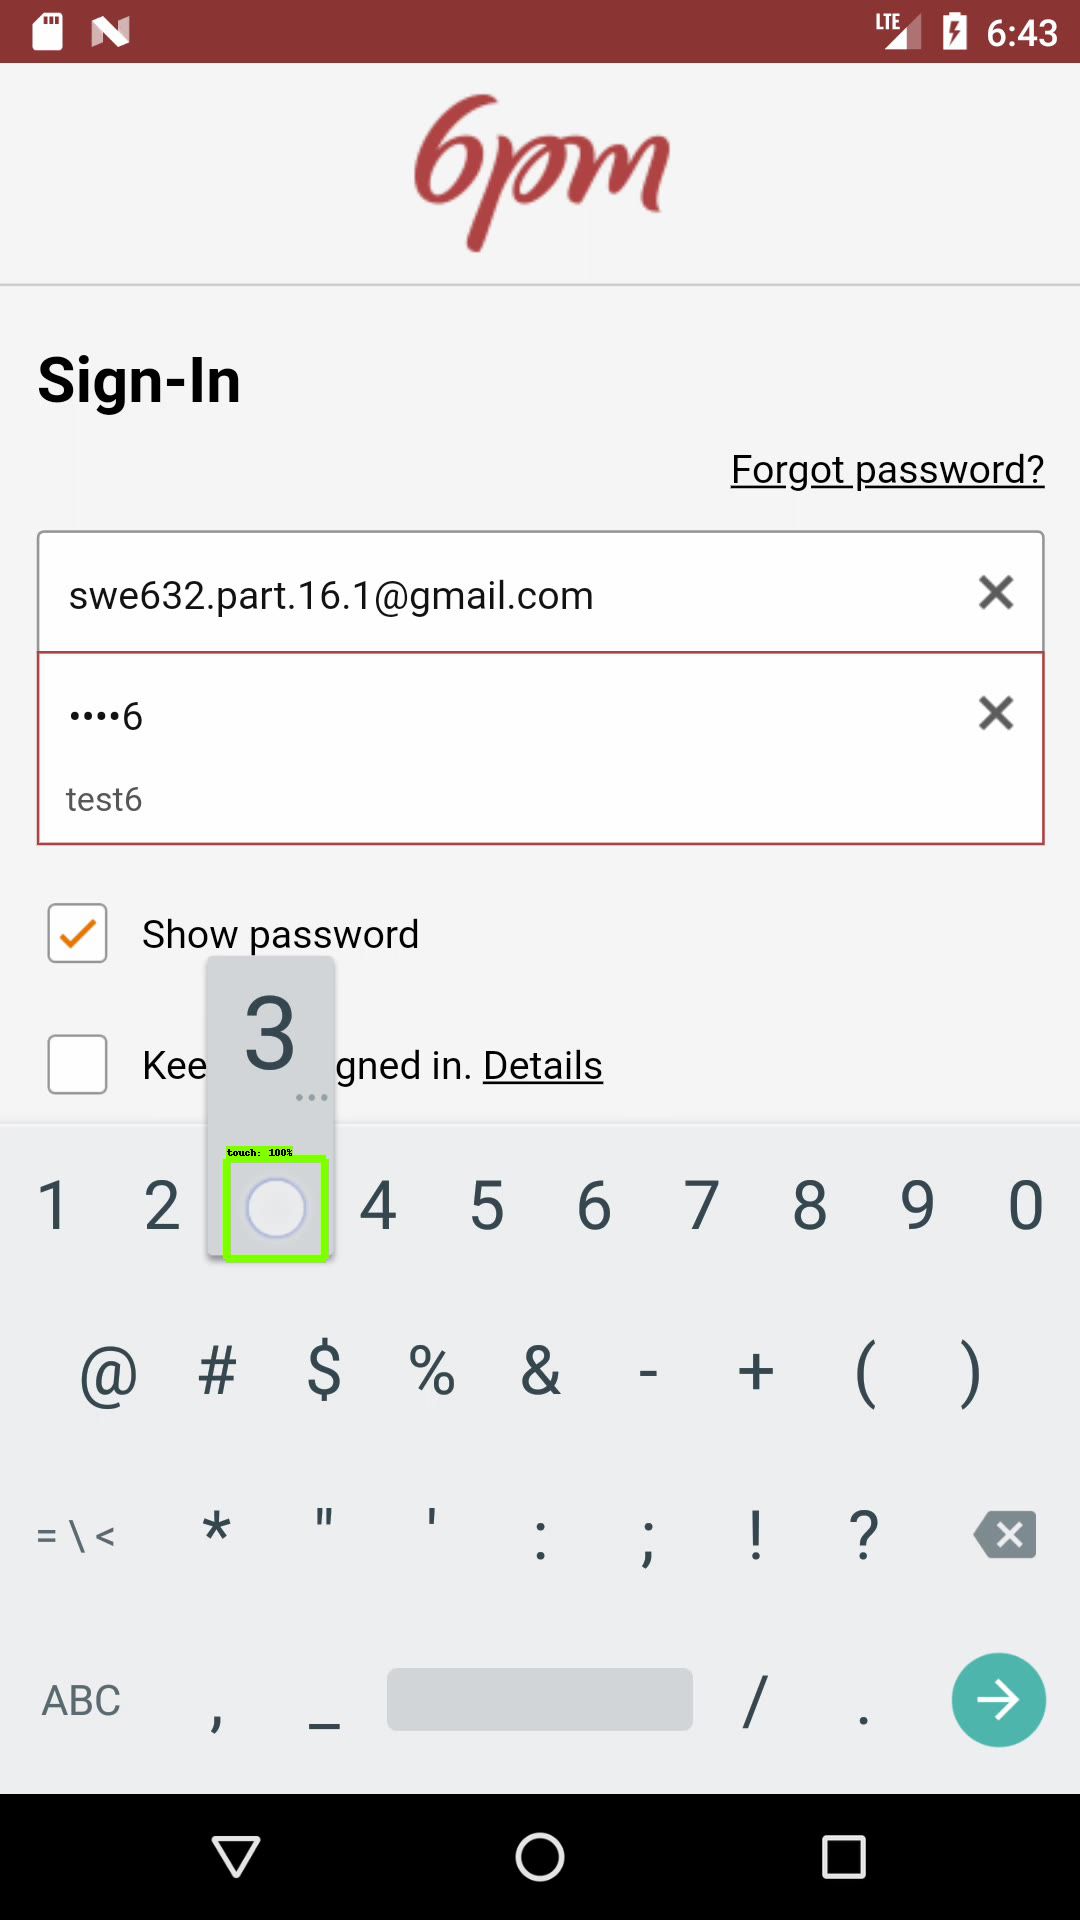 LTE 6:43
6pm
Sign-In
Forgot password?
swe632.part.16.1@gmail.com
••••6
test6
Show password
3
Kee gned in. Details
touch: 100%
1 2 4 5 6 7 8 9 0
@ # $ % & - + ( )
= \ < * " ' : ; ! ?
ABC , _ / .